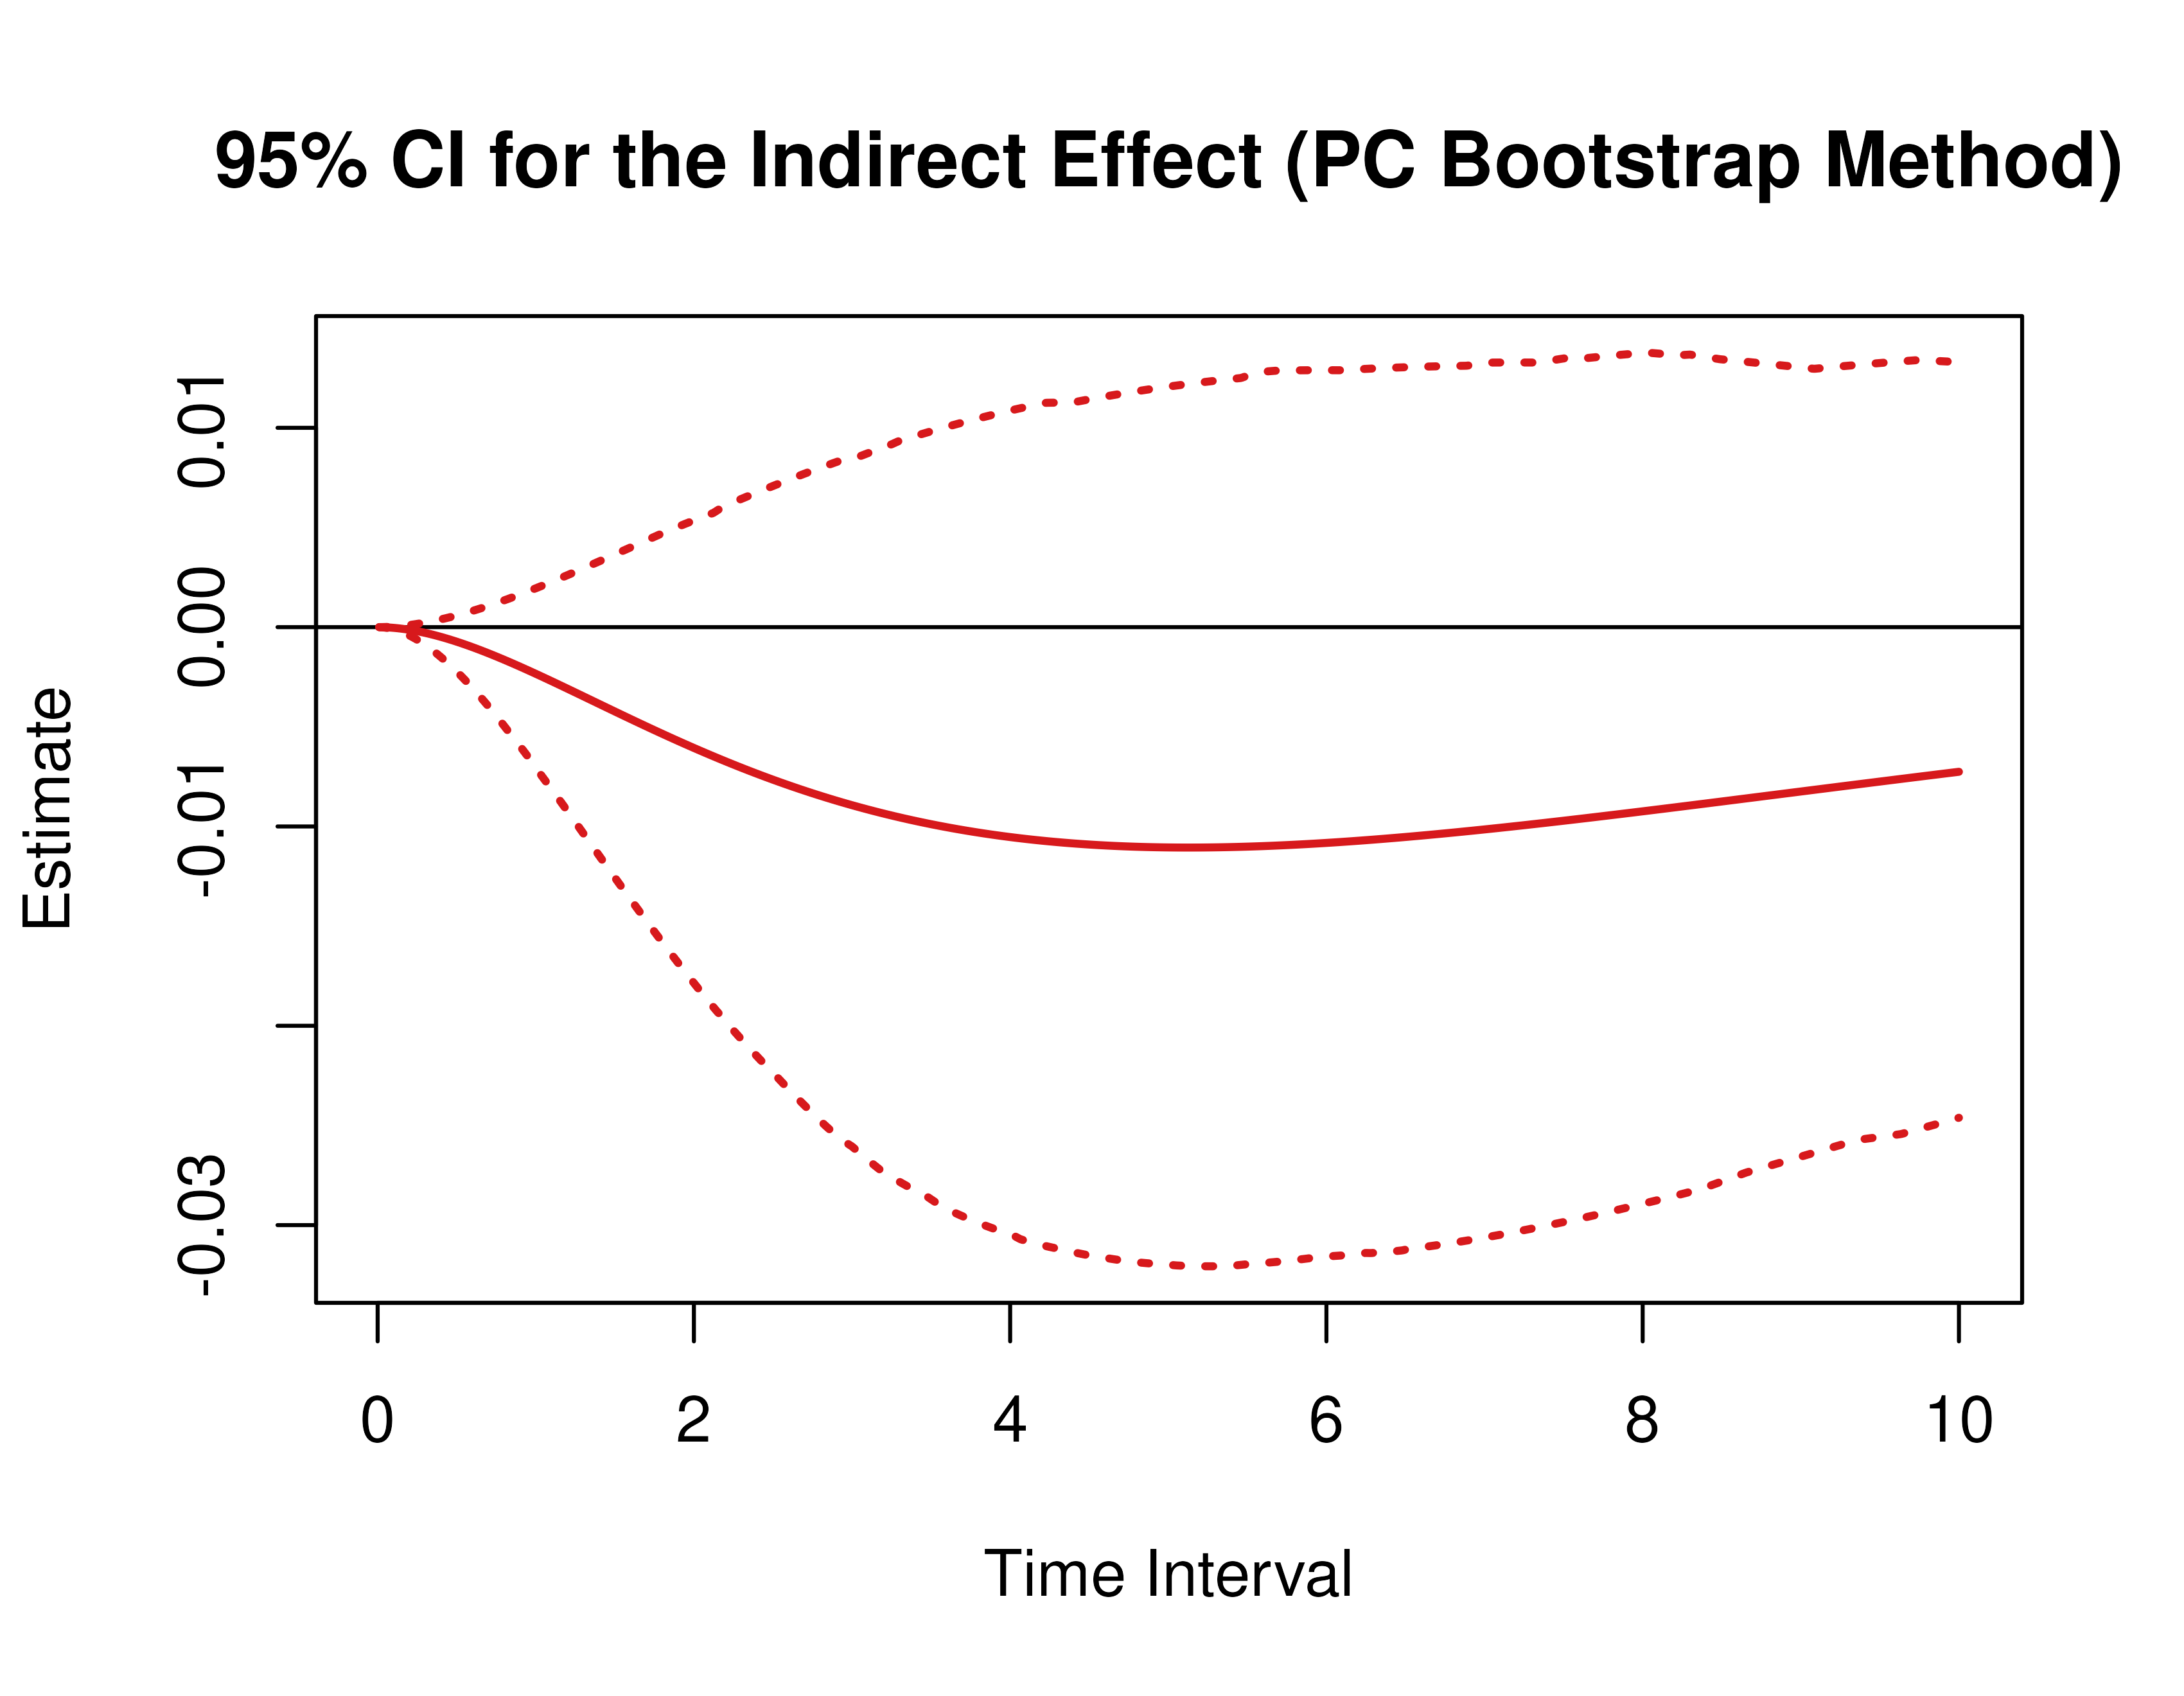 95% CI for the Indirect Effect (PC Bootstrap Method)
Estimate
0.01
0.00
-0.01
-0.03
0 2 4 6 8 10
Time Interval